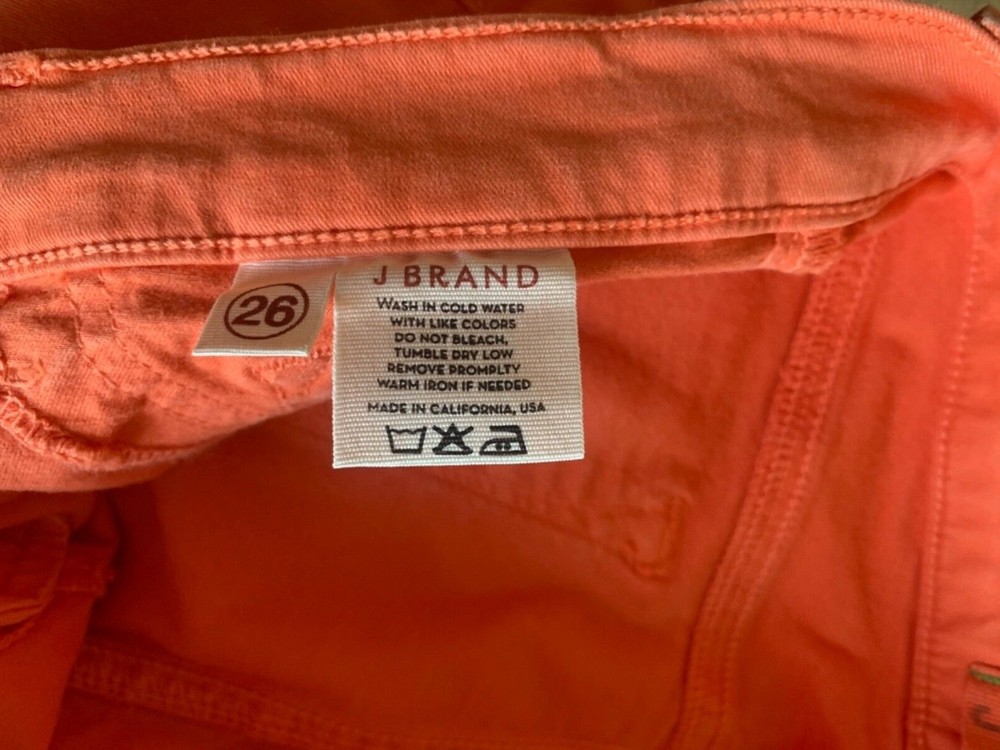 26
J BRAND
WASH IN COLD WATER
WITH LIKE COLORS
DO NOT BLEACH,
TUMBLE DRY LOW
REMOVE PROMPLTY
WARM IRON IF NEEDED
MADE IN CALIFORNIA, USA